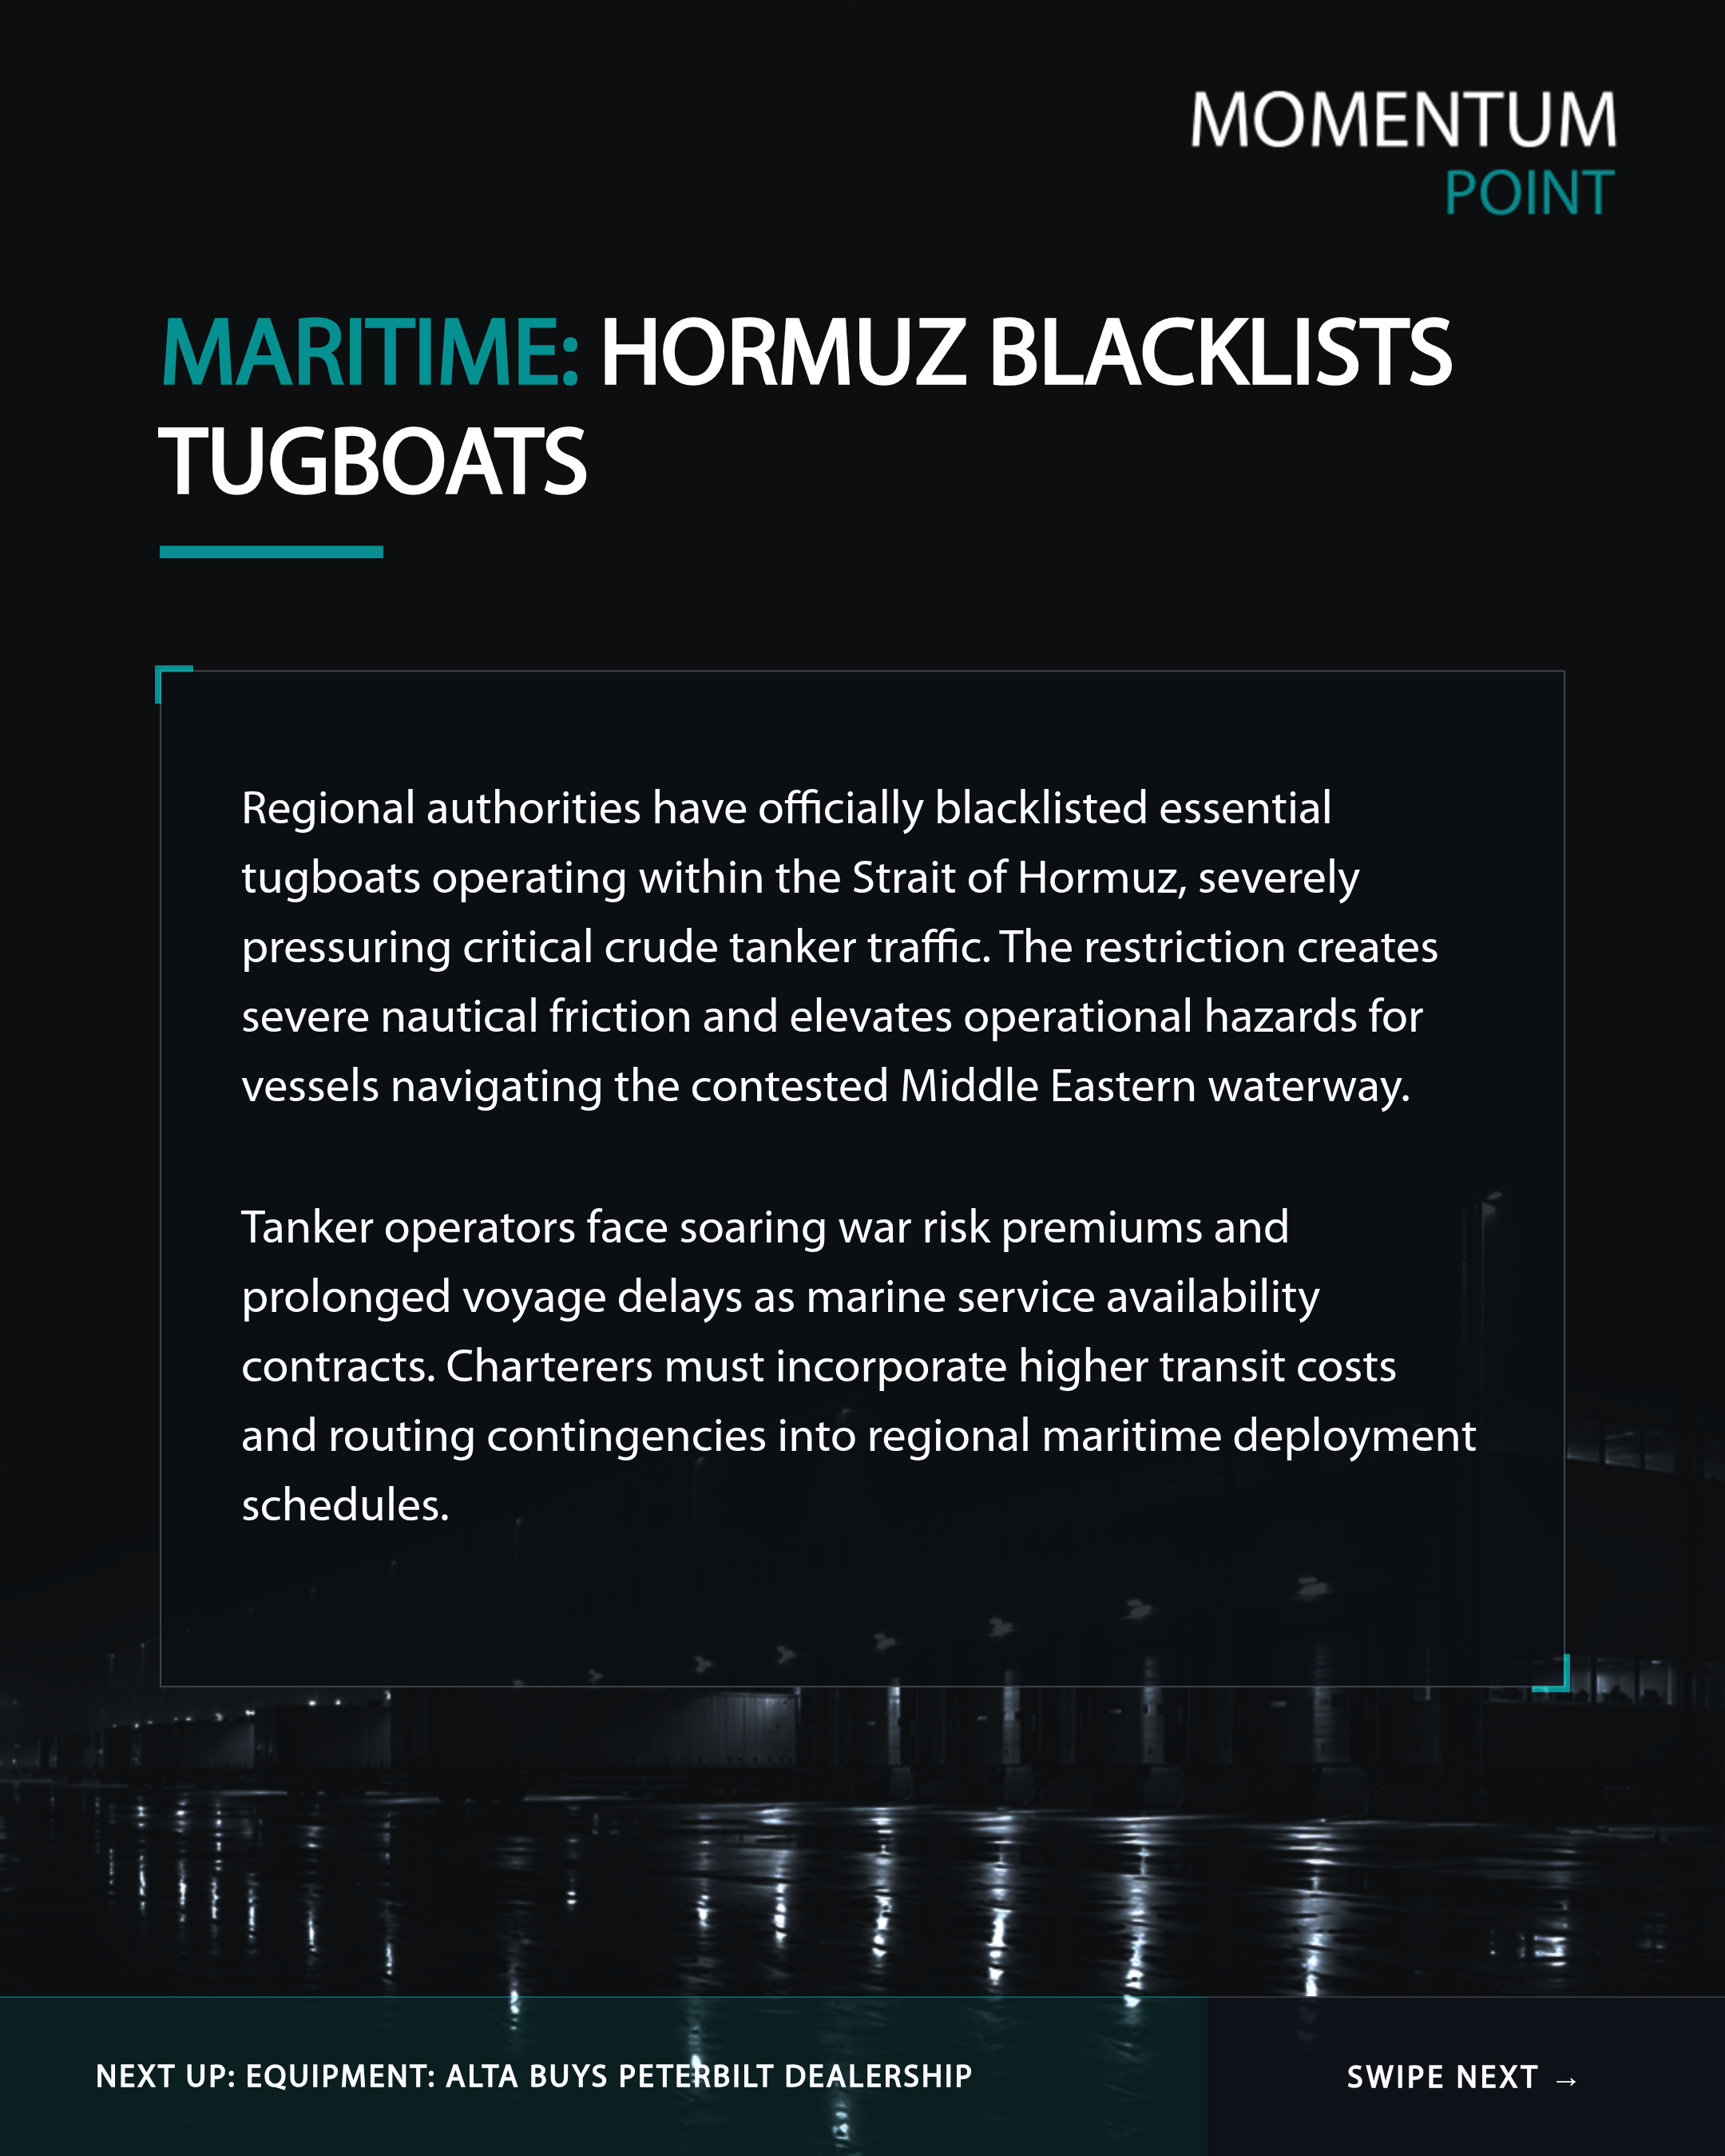 MOMENTUM
POINT
MARITIME: HORMUZ BLACKLISTS
TUGBOATS
Regional authorities have officially blacklisted essential
tugboats operating within the Strait of Hormuz, severely
pressuring critical crude tanker traffic. The restriction creates
severe nautical friction and elevates operational hazards for
vessels navigating the contested Middle Eastern waterway.
Tanker operators face soaring war risk premiums and
prolonged voyage delays as marine service availability
contracts. Charterers must incorporate higher transit costs
and routing contingencies into regional maritime deployment
schedules.
NEXT UP: EQUIPMENT: ALTA BUYS PETERBILT DEALERSHIP
SWIPE NEXT →